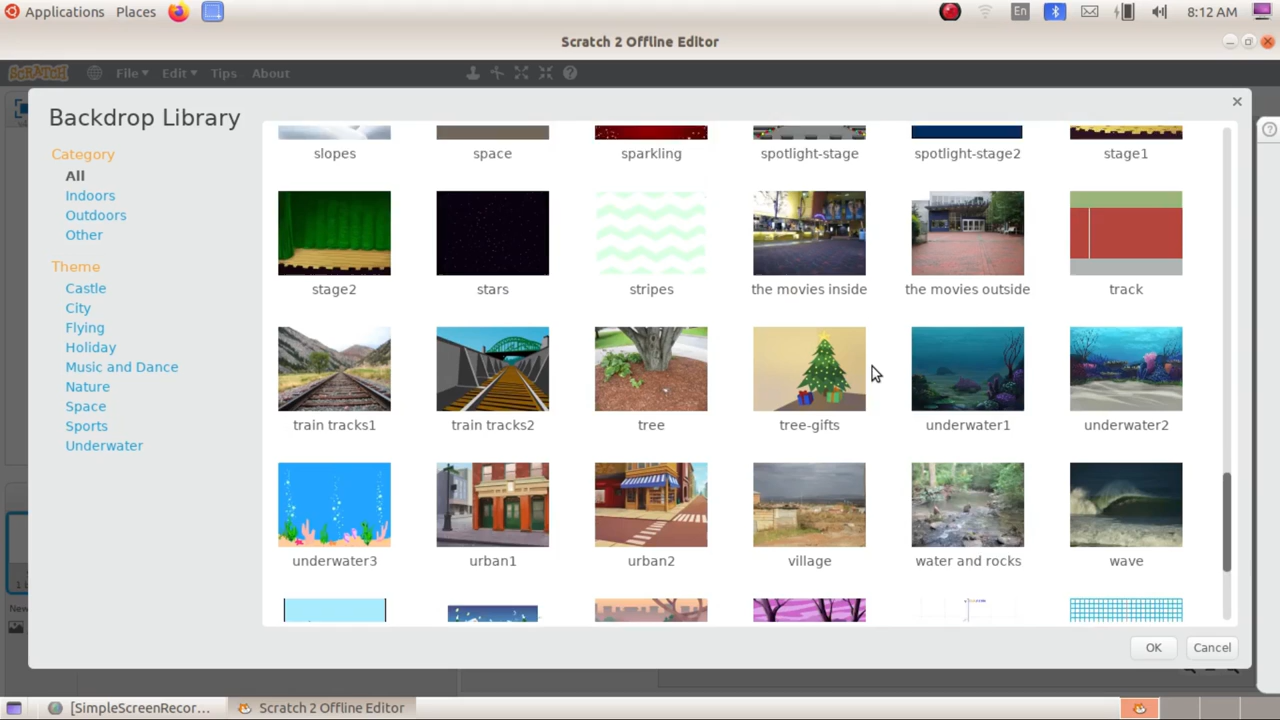 Applications Places En 8:12 AM
Scratch 2 Offline Editor
SCRATCH File Edit Tips About
Backdrop Library
Category
All
Indoors
Outdoors
Other
Theme
Castle
City
Flying
Holiday
Music and Dance
Nature
Space
Sports
Underwater
slopes space sparkling spotlight-stage spotlight-stage2 stage1
stage2 stars stripes the movies inside the movies outside track
train tracks1 train tracks2 tree tree-gifts underwater1 underwater2
underwater3 urban1 urban2 village water and rocks wave
New
OK Cancel
[SimpleScreenRecor... Scratch 2 Offline Editor